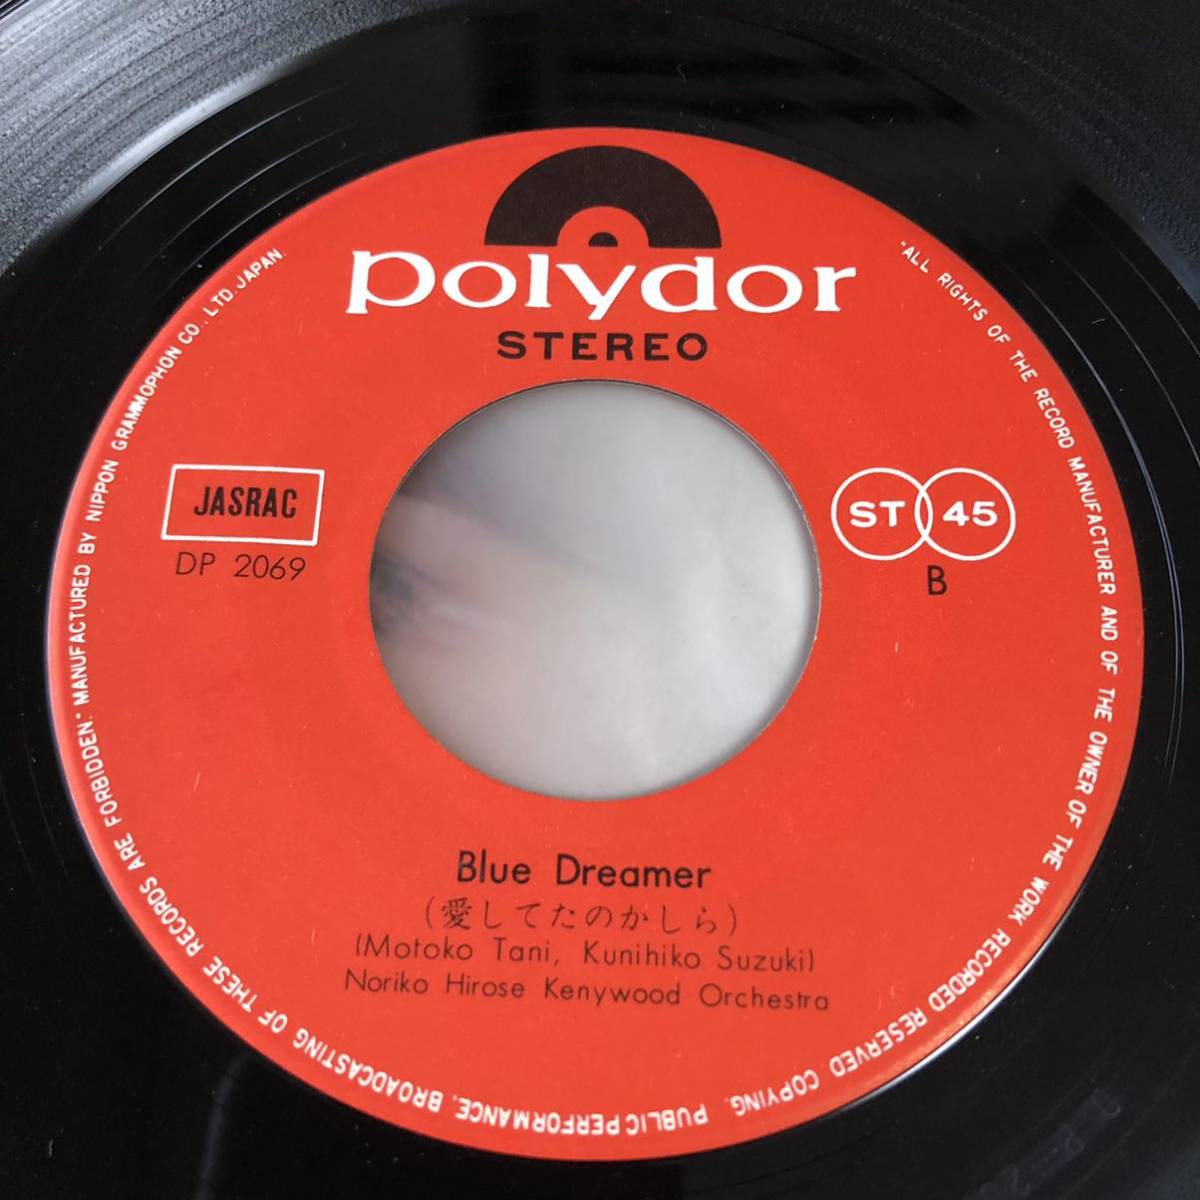 polydor
STEREO
JASRAC
DP 2069
ST 45
B
Blue Dreamer
(愛してたのかしら)
(Motoko Tani, Kunihiko Suzuki)
Noriko Hirose Kenywood Orchestra
"ALL RIGHTS OF THE RECORD MANUFACTURER AND OF THE OWNER OF THE WORK RECORDED RESERVED COPYING, PUBLIC PERFORMANCE, BROADCASTING OF THESE RECORDS ARE FORBIDDEN." MANUFACTURED BY NIPPON GRAMMOPHON CO., LTD. JAPAN.